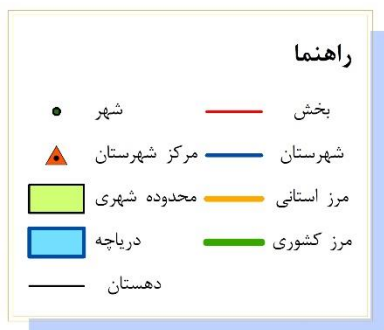 راهنما
بخش شهر
شهرستان مرکز شهرستان
مرز استانی محدوده شهری
مرز کشوری دریاچه
دهستان